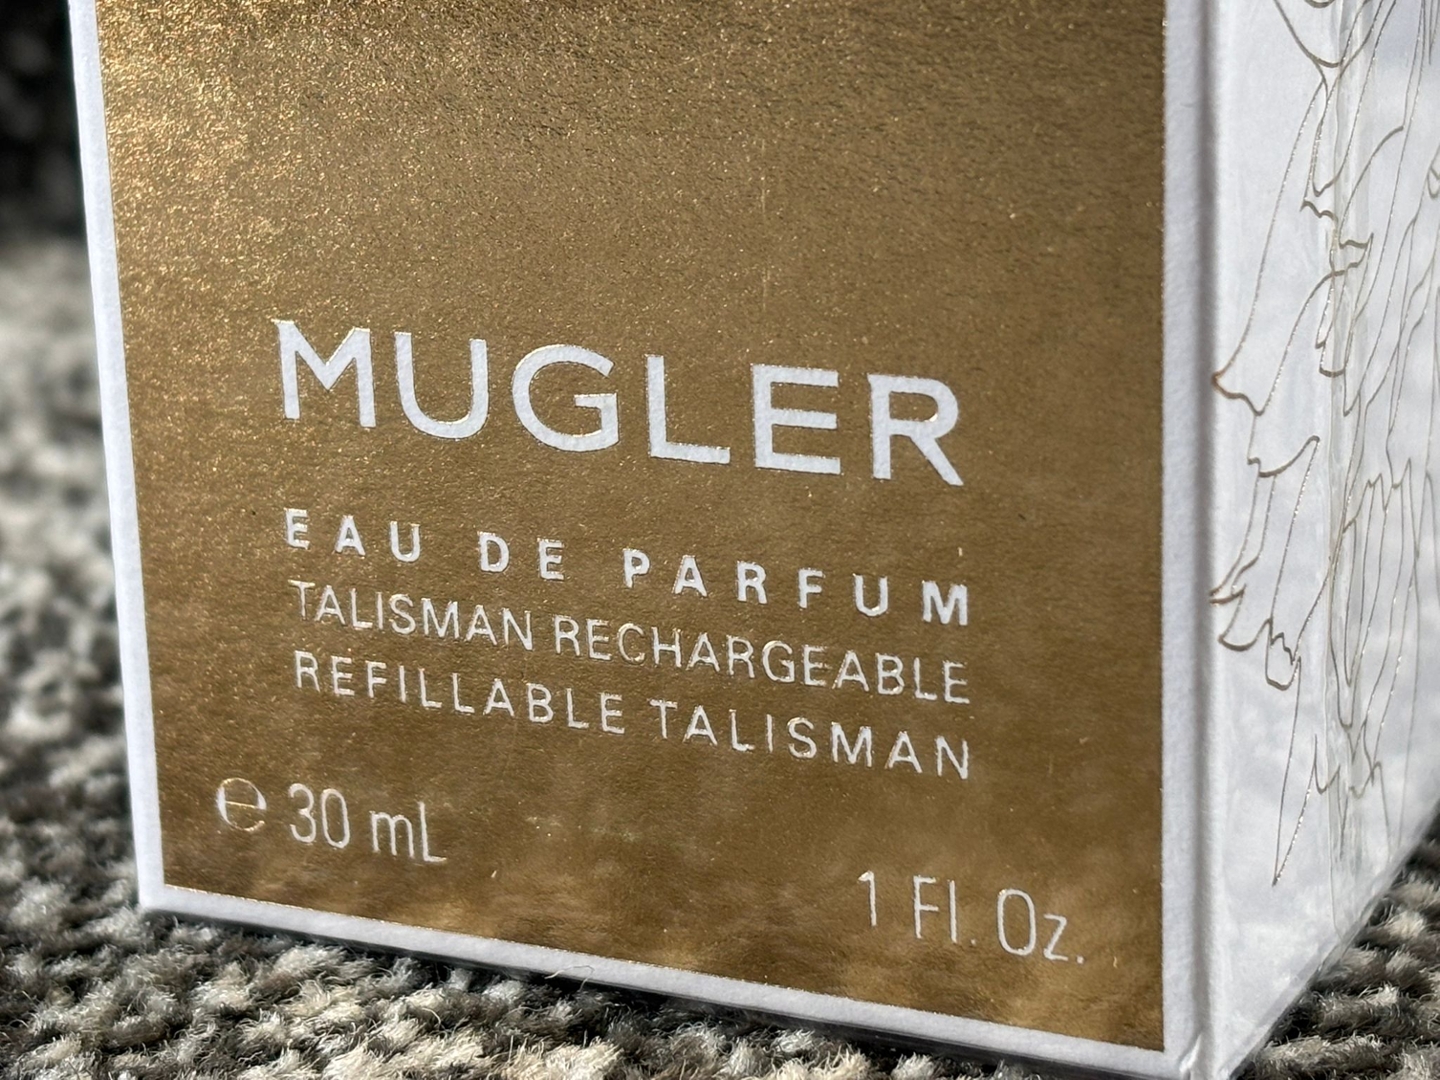 MUGLER
EAU DE PARFUM
TALISMAN RECHARGEABLE
REFILLABLE TALISMAN
℮ 30 mL
1 Fl. Oz.